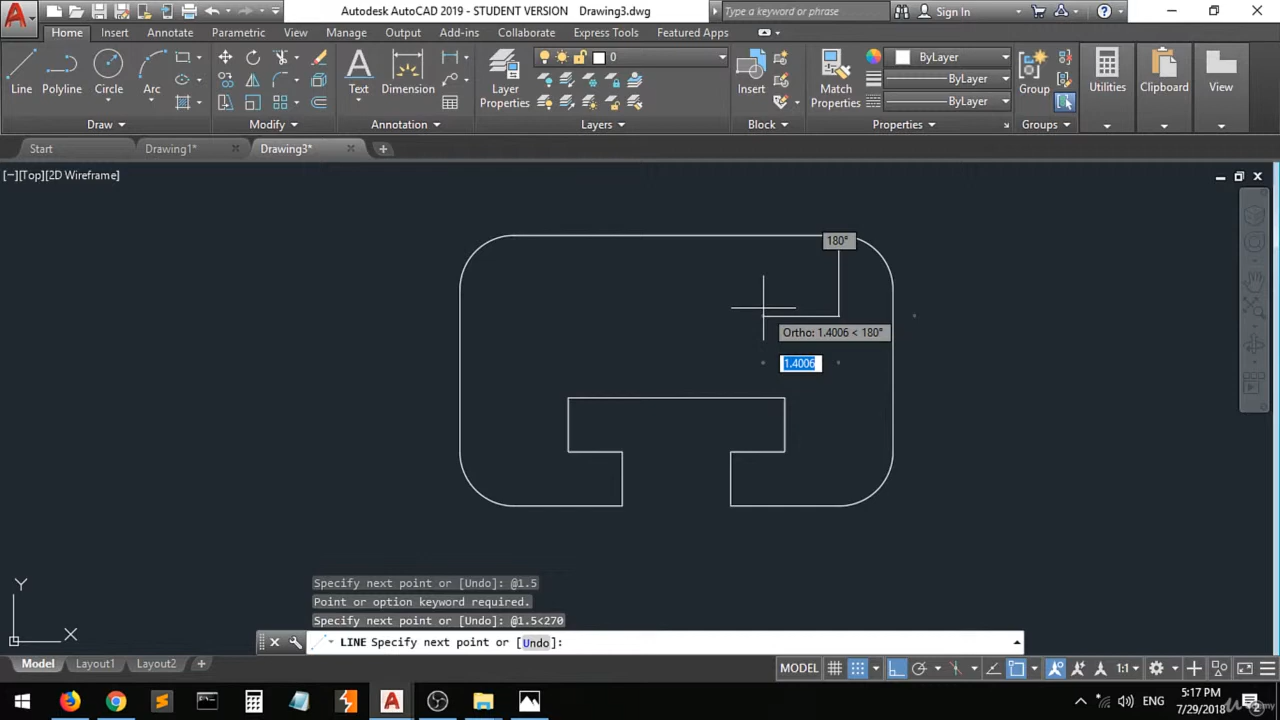 Autodesk AutoCAD 2019 - STUDENT VERSION Drawing3.dwg
Type a keyword or phrase
Sign In
Home Insert Annotate Parametric View Manage Output Add-ins Collaborate Express Tools Featured Apps
0
ByLayer
ByLayer
ByLayer
Line Polyline Circle Arc
Text Dimension
Layer Properties
Insert
Match Properties
Group
Utilities
Clipboard
View
Draw Modify Annotation Layers Block Properties Groups
Start Drawing1* Drawing3*
[−][Top][2D Wireframe]
180°
Ortho: 1.4006 < 180°
1.4006
Y
X
Specify next point or [Undo]: @1.5
Point or option keyword required.
Specify next point or [Undo]: @1.5<270
LINE Specify next point or [Undo]:
Model Layout1 Layout2
MODEL
1:1
ENG
5:17 PM
7/29/2018
2